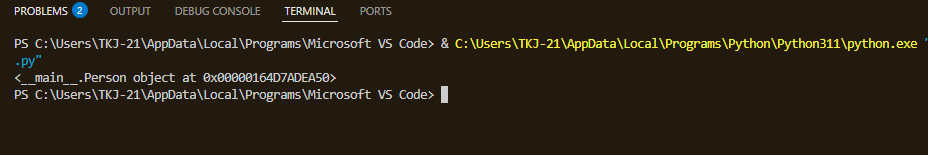 PROBLEMS 2 OUTPUT DEBUG CONSOLE TERMINAL PORTS
PS C:\Users\TKJ-21\AppData\Local\Programs\Microsoft VS Code> & C:\Users\TKJ-21\AppData\Local\Programs\Python\Python311\python.exe "
.py"
<__main__.Person object at 0x00000164D7ADEA50>
PS C:\Users\TKJ-21\AppData\Local\Programs\Microsoft VS Code>